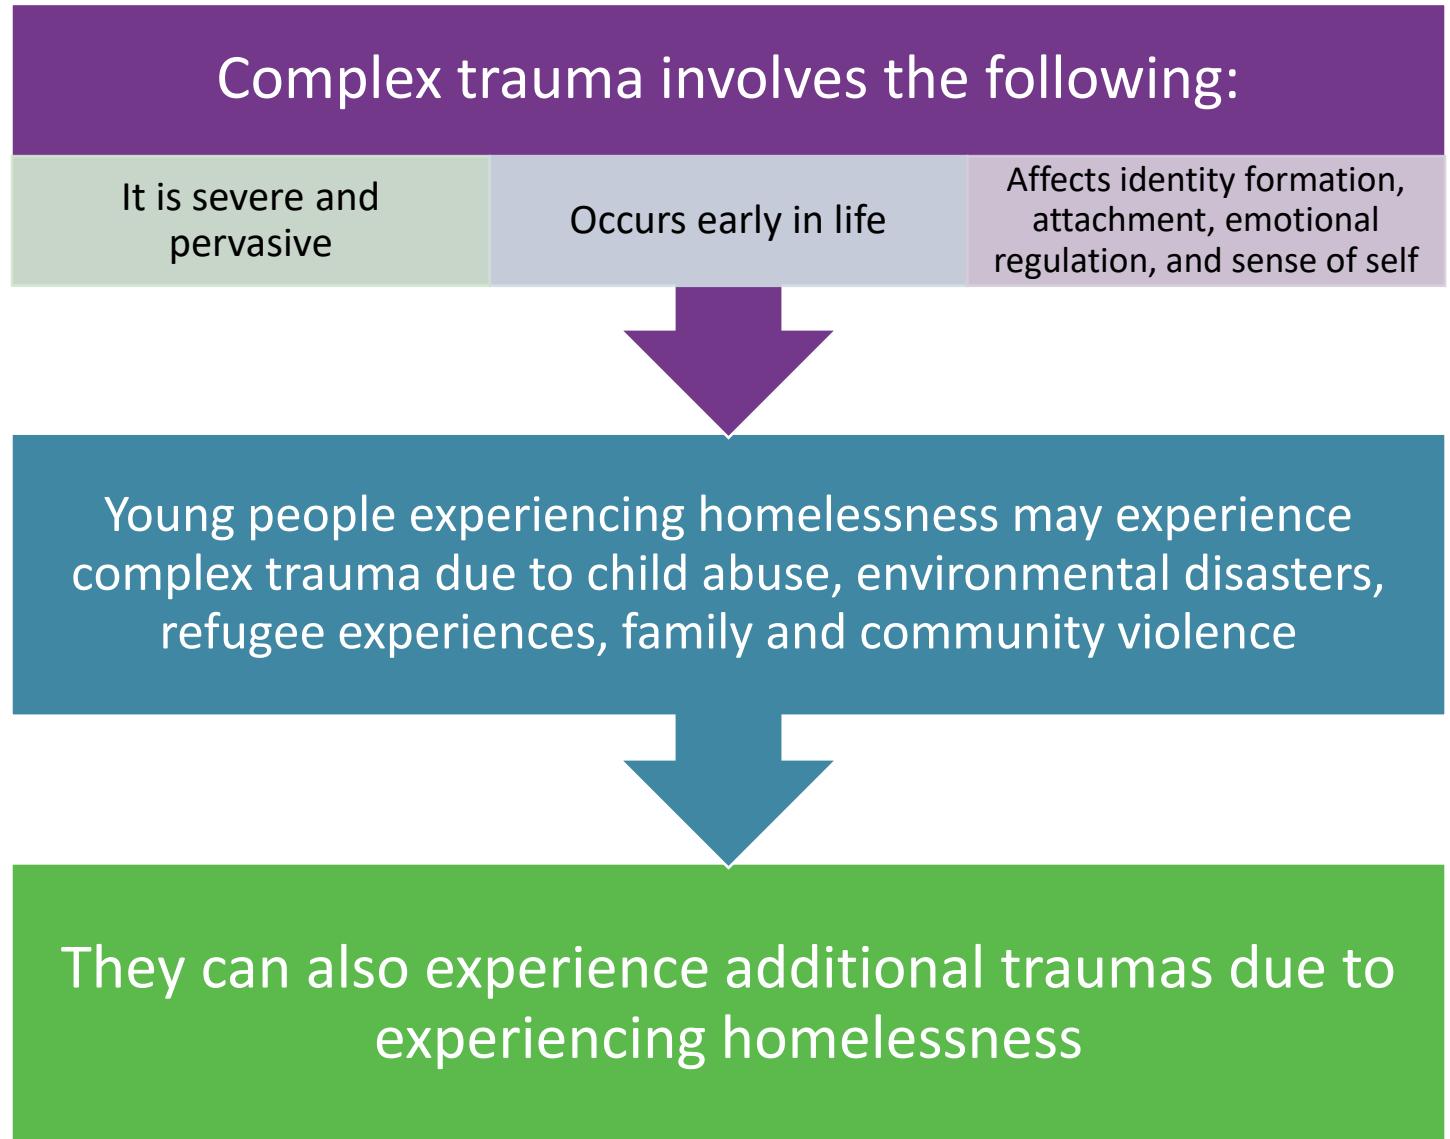 Complex trauma involves the following:
It is severe and
pervasive
Occurs early in life
Affects identity formation,
attachment, emotional
regulation, and sense of self
Young people experiencing homelessness may experience
complex trauma due to child abuse, environmental disasters,
refugee experiences, family and community violence
They can also experience additional traumas due to
experiencing homelessness